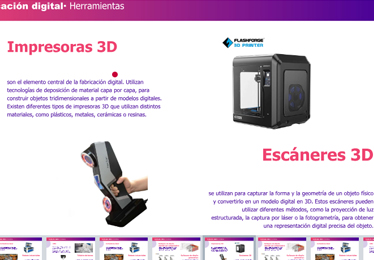 ación digital· Herramientas
Impresoras 3D
FLASHFORGE
3D PRINTER
son el elemento central de la fabricación digital. Utilizan
tecnologías de deposición de material capa por capa, para
construir objetos tridimensionales a partir de modelos digitales.
Existen diferentes tipos de impresoras 3D que utilizan distintos
materiales, como plásticos, metales, cerámicas o resinas.
Escáneres 3D
se utilizan para capturar la forma y la geometría de un objeto físico
y convertirlo en un modelo digital en 3D. Estos escáneres pueden
utilizar diferentes métodos, como la proyección de luz
estructurada, la captura por láser o la fotogrametría, para obtener
una representación digital precisa del objeto.